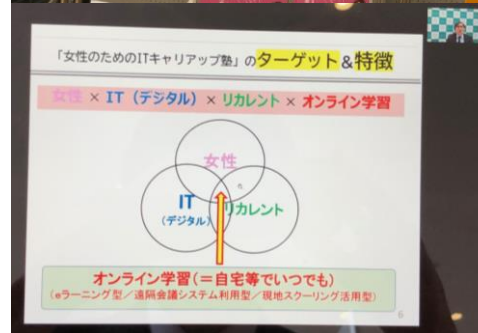 「女性のためのITキャリアップ塾」のターゲット&特徴
女性 × IT（デジタル）× リカレント × オンライン学習
女性
IT
（デジタル）
リカレント
オンライン学習（＝自宅等でいつでも）
（eラーニング型／遠隔会議システム利用型／現地スクーリング活用型）
6